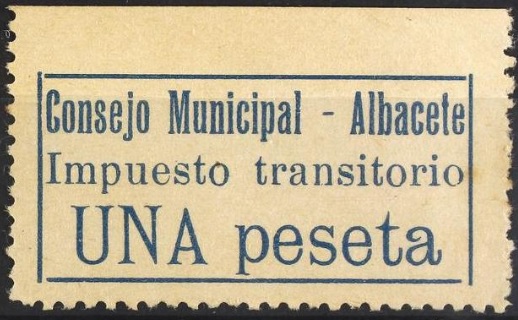 Consejo Municipal - Albacete
Impuesto transitorio
UNA peseta